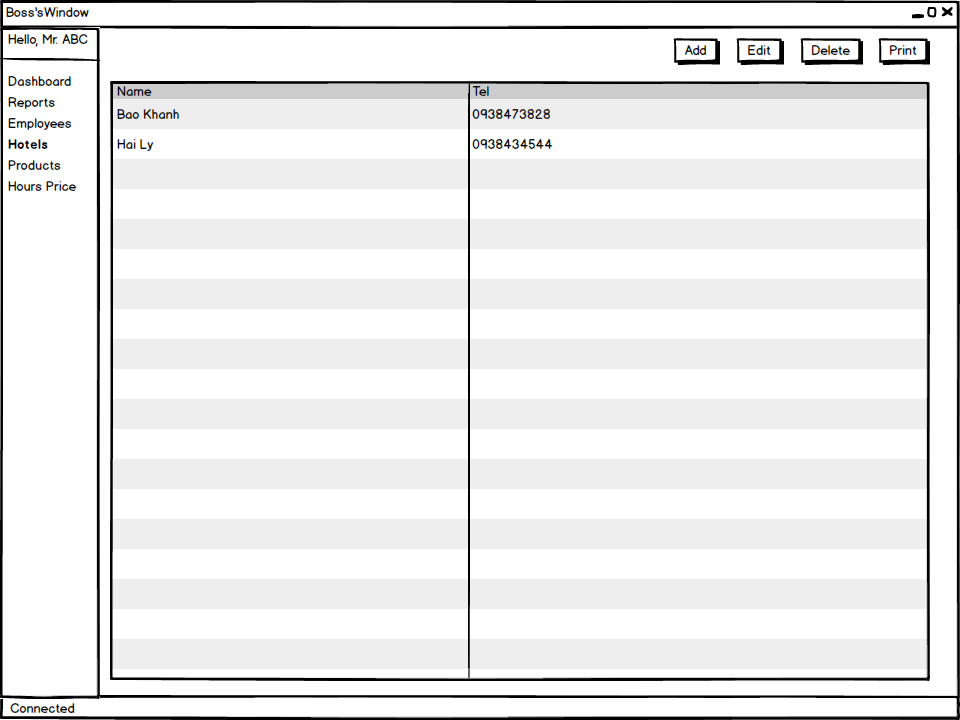 Boss'sWindow
Hello, Mr. ABC
Dashboard
Reports
Employees
Hotels
Products
Hours Price
Add Edit Delete Print
Name Tel
Bao Khanh 0938473828
Hai Ly 0938434544
Connected